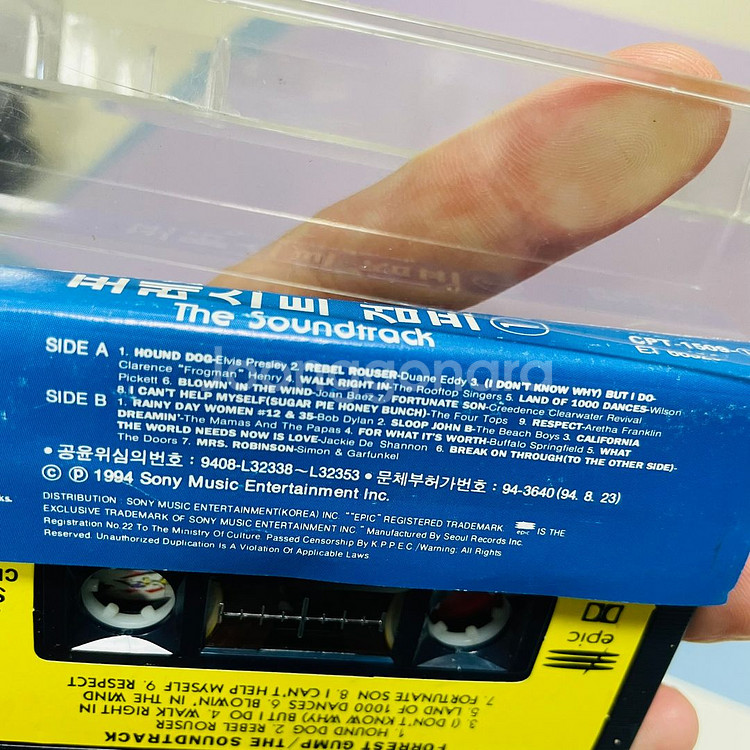 The Soundtrack ①
SIDE A 1. HOUND DOG-Elvis Presley 2. REBEL ROUSER-Duane Eddy 3. (I DON'T KNOW WHY) BUT I DO-
Clarence "Frogman" Henry 4. WALK RIGHT IN-The Rooftop Singers 5. LAND OF 1000 DANCES-Wilson
Pickett 6. BLOWIN' IN THE WIND-Joan Baez 7. FORTUNATE SON-Creedence Clearwater Revival
8. I CAN'T HELP MYSELF(SUGAR PIE HONEY BUNCH)-The Four Tops 9. RESPECT-Aretha Franklin
SIDE B 1. RAINY DAY WOMEN #12 & 35-Bob Dylan 2. SLOOP JOHN B-The Beach Boys 3. CALIFORNIA
DREAMIN'-The Mamas And The Papas 4. FOR WHAT IT'S WORTH-Buffalo Springfield 5. WHAT
THE WORLD NEEDS NOW IS LOVE-Jackie De Shannon 6. BREAK ON THROUGH(TO THE OTHER SIDE)-
The Doors 7. MRS. ROBINSON-Simon & Garfunkel
• 공윤위심의번호 : 9408-L32338~L32353 • 문체부허가번호 : 94-3640(94. 8. 23)
© ℗ 1994 Sony Music Entertainment Inc.
DISTRIBUTION : SONY MUSIC ENTERTAINMENT(KOREA) INC. ""EPIC" REGISTERED TRADEMARK epic IS THE
EXCLUSIVE TRADEMARK OF SONY MUSIC ENTERTAINMENT INC." Manufactured By Seoul Records Inc.
Registration No.22 To The Ministry Of Culture. Passed Censorship By K.P.P.E.C /Warning: All Rights
Reserved. Unauthorized Duplication Is A Violation Of Applicable Laws
epic
FORREST GUMP/THE SOUNDTRACK
1. HOUND DOG 2. REBEL ROUSER
3. (I DON'T KNOW WHY) BUT I DO 4. WALK RIGHT IN
5. LAND OF 1000 DANCES 6. BLOWIN' IN THE WIND
7. FORTUNATE SON 8. I CAN'T HELP MYSELF 9. RESPECT